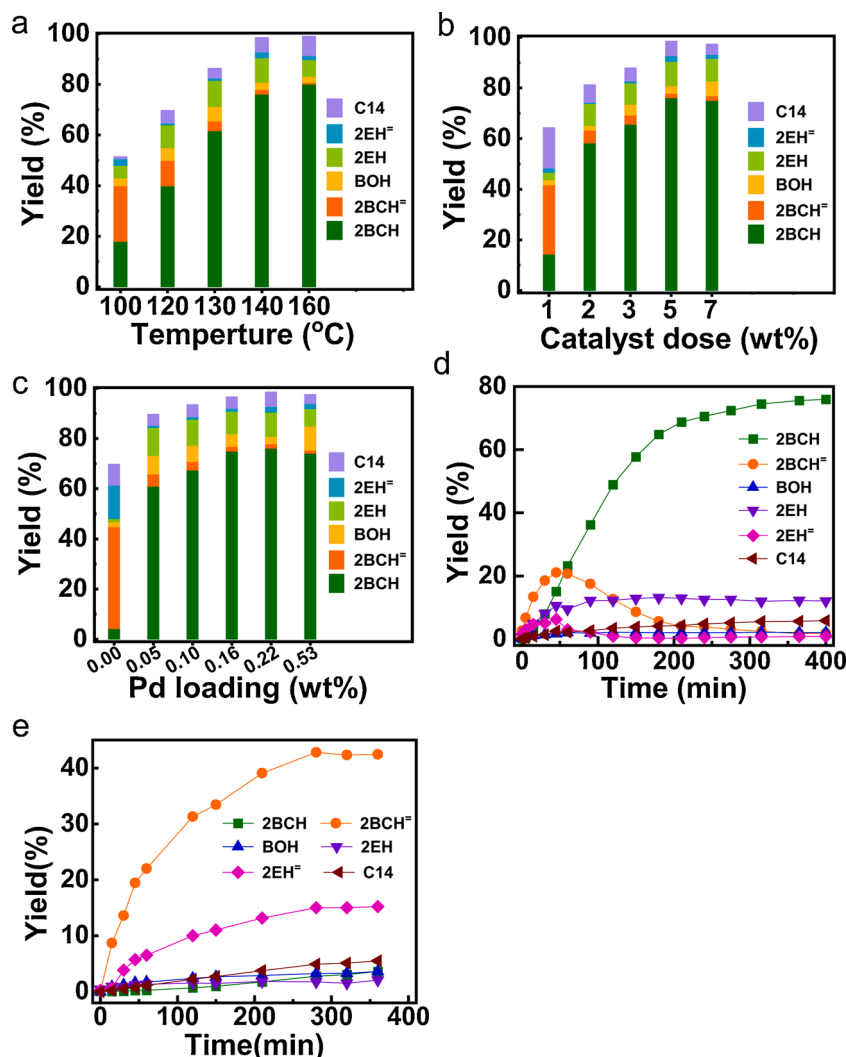 a
Yield (%)
100
80
60
40
20
0
C14
2EH=
2EH
BOH
2BCH=
2BCH
100 120 130 140 160
Temperture (°C)
b
Yield (%)
100
80
60
40
20
0
C14
2EH=
2EH
BOH
2BCH=
2BCH
1 2 3 5 7
Catalyst dose (wt%)
c
Yield (%)
100
80
60
40
20
0
C14
2EH=
2EH
BOH
2BCH=
2BCH
0.00 0.05 0.10 0.16 0.22 0.53
Pd loading (wt%)
d
Yield (%)
80
60
40
20
0
2BCH
2BCH=
BOH
2EH
2EH=
C14
0 100 200 300 400
Time (min)
e
Yield(%)
40
30
20
10
0
2BCH 2BCH=
BOH 2EH
2EH= C14
0 100 200 300 400
Time(min)